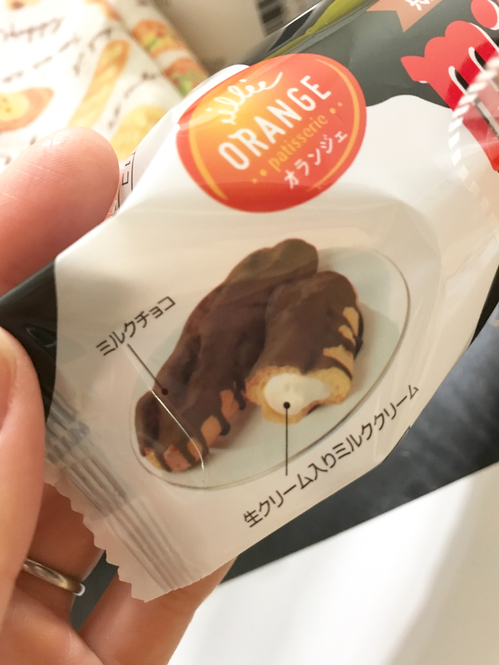 ille
ORANGE
patisserie
オランジェ
ミルクチョコ
生クリーム入りミルククリーム